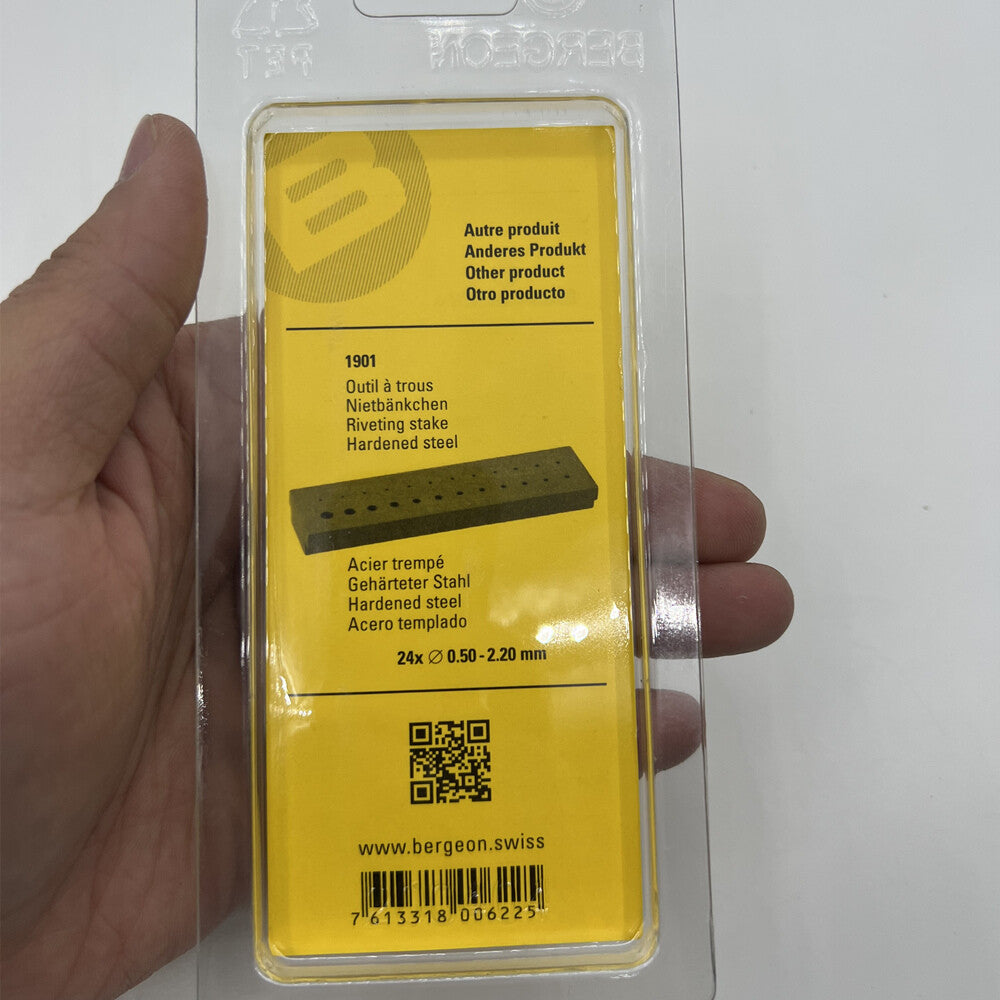 PET
BERGEON
Autre produit
Anderes Produkt
Other product
Otro producto
1901
Outil à trous
Nietbänkchen
Riveting stake
Hardened steel
Acier trempé
Gehärteter Stahl
Hardened steel
Acero templado
24x ∅ 0.50 - 2.20 mm
www.bergeon.swiss
7 613318 006225